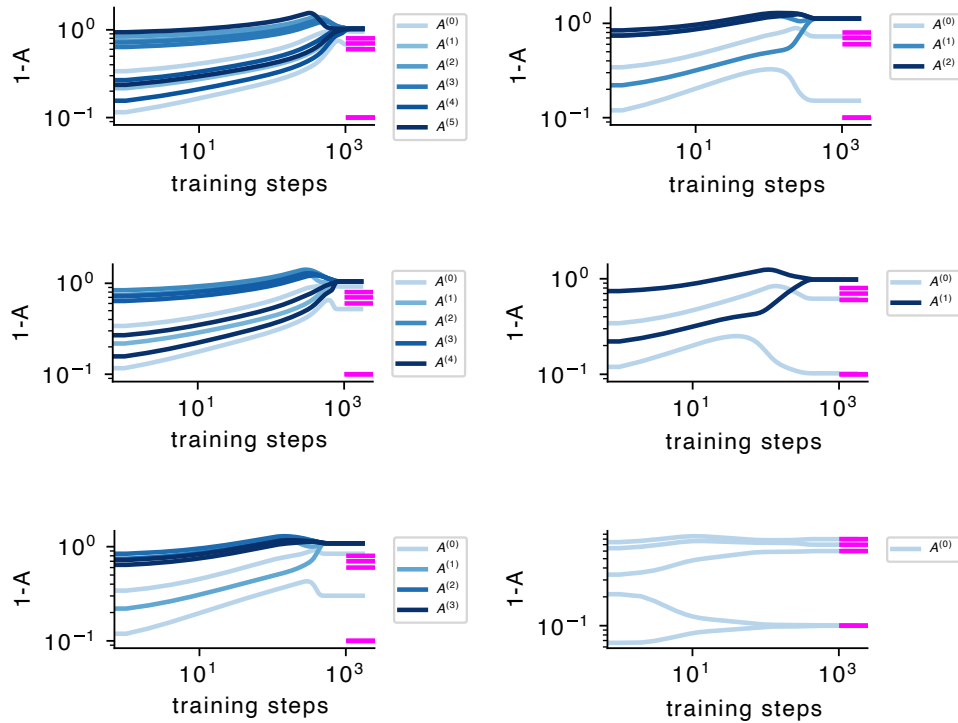 1-A
10^0
10^-1
10^1
10^3
training steps
A^(0)
A^(1)
A^(2)
A^(3)
A^(4)
A^(5)
1-A
10^0
10^-1
10^1
10^3
training steps
A^(0)
A^(1)
A^(2)
1-A
10^0
10^-1
10^1
10^3
training steps
A^(0)
A^(1)
A^(2)
A^(3)
A^(4)
1-A
10^0
10^-1
10^1
10^3
training steps
A^(0)
A^(1)
1-A
10^0
10^-1
10^1
10^3
training steps
A^(0)
A^(1)
A^(2)
A^(3)
1-A
10^-1
10^1
10^3
training steps
A^(0)